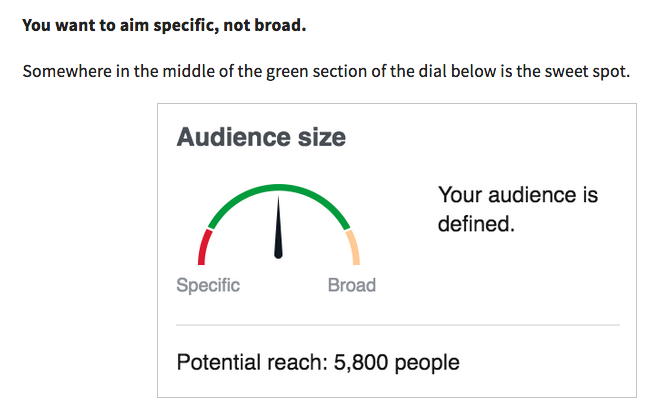 You want to aim specific, not broad.
Somewhere in the middle of the green section of the dial below is the sweet spot.
Audience size
Your audience is
defined.
Specific
Broad
Potential reach: 5,800 people